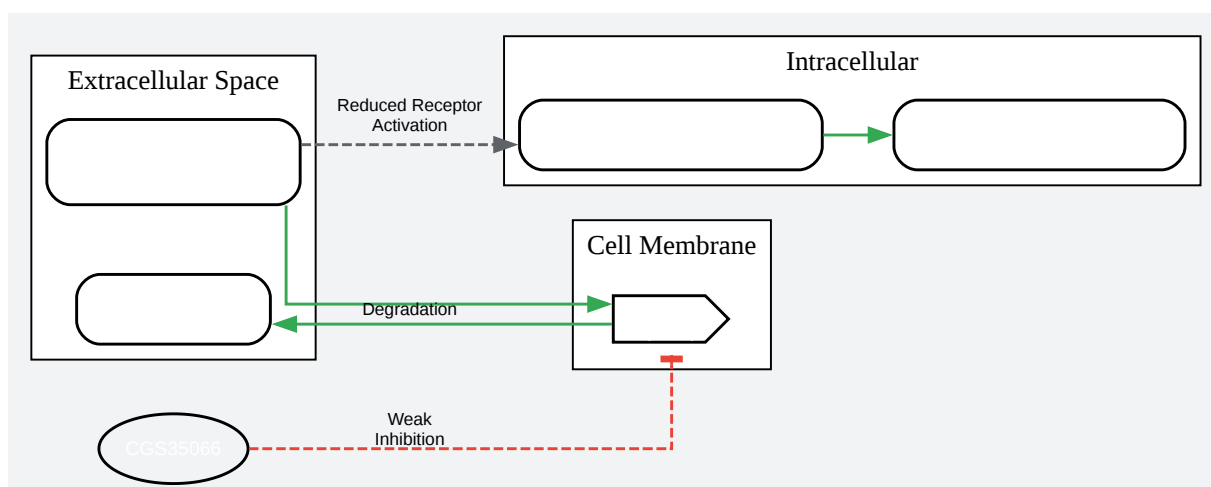 Extracellular Space
Reduced Receptor
Activation
Intracellular
Cell Membrane
Degradation
Weak
Inhibition
CGS35066